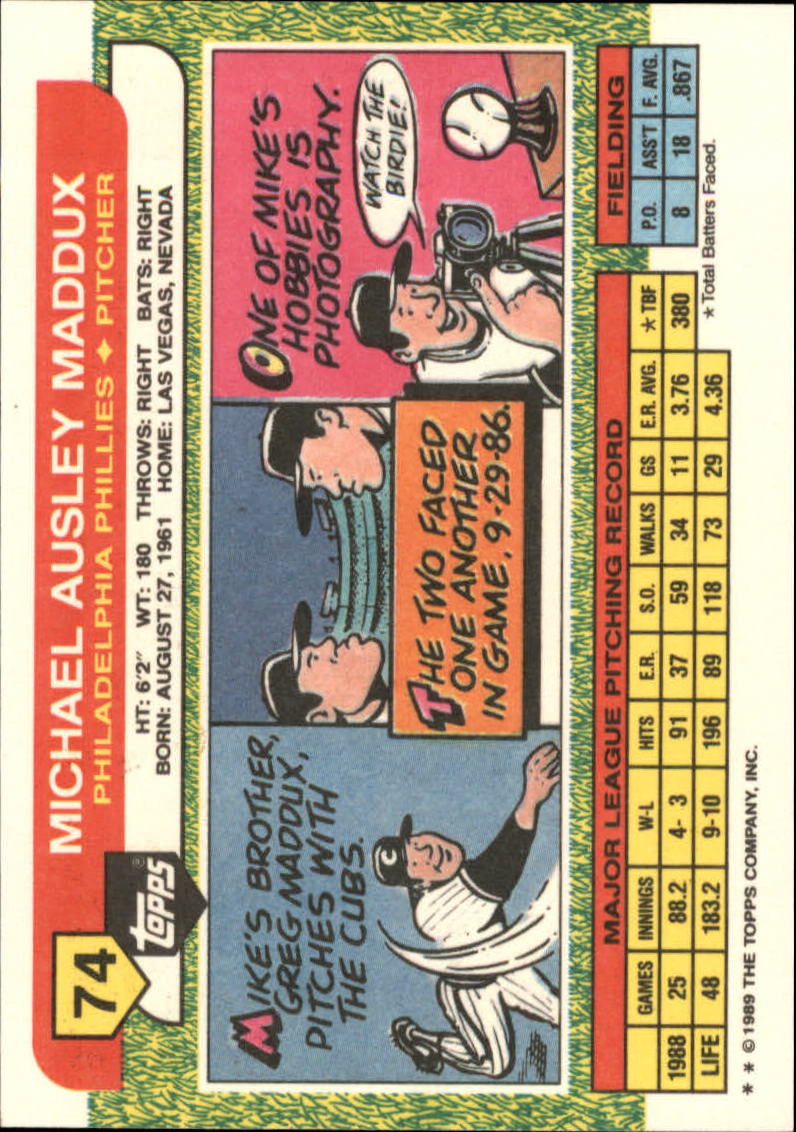 74
topps®
MICHAEL AUSLEY MADDUX
PHILADELPHIA PHILLIES ✦ PITCHER
HT: 6'2" WT: 180 THROWS: RIGHT BATS: RIGHT
BORN: AUGUST 27, 1961 HOME: LAS VEGAS, NEVADA
MIKE'S BROTHER,
GREG MADDUX,
PITCHES WITH
THE CUBS.
C
THE TWO FACED
ONE ANOTHER
IN GAME, 9-29-86.
ONE OF MIKE'S
HOBBIES IS
PHOTOGRAPHY.
WATCH THE
BIRDIE!
MAJOR LEAGUE PITCHING RECORD
GAMES INNINGS W-L HITS E.R. S.O. WALKS GS E.R. AVG. ★TBF
1988 25 88.2 4- 3 91 37 59 34 11 3.76 380
LIFE 48 183.2 9-10 196 89 118 73 29 4.36
FIELDING
P.O. ASS'T F. AVG.
8 18 .867
★Total Batters Faced.
* * © 1989 THE TOPPS COMPANY, INC.